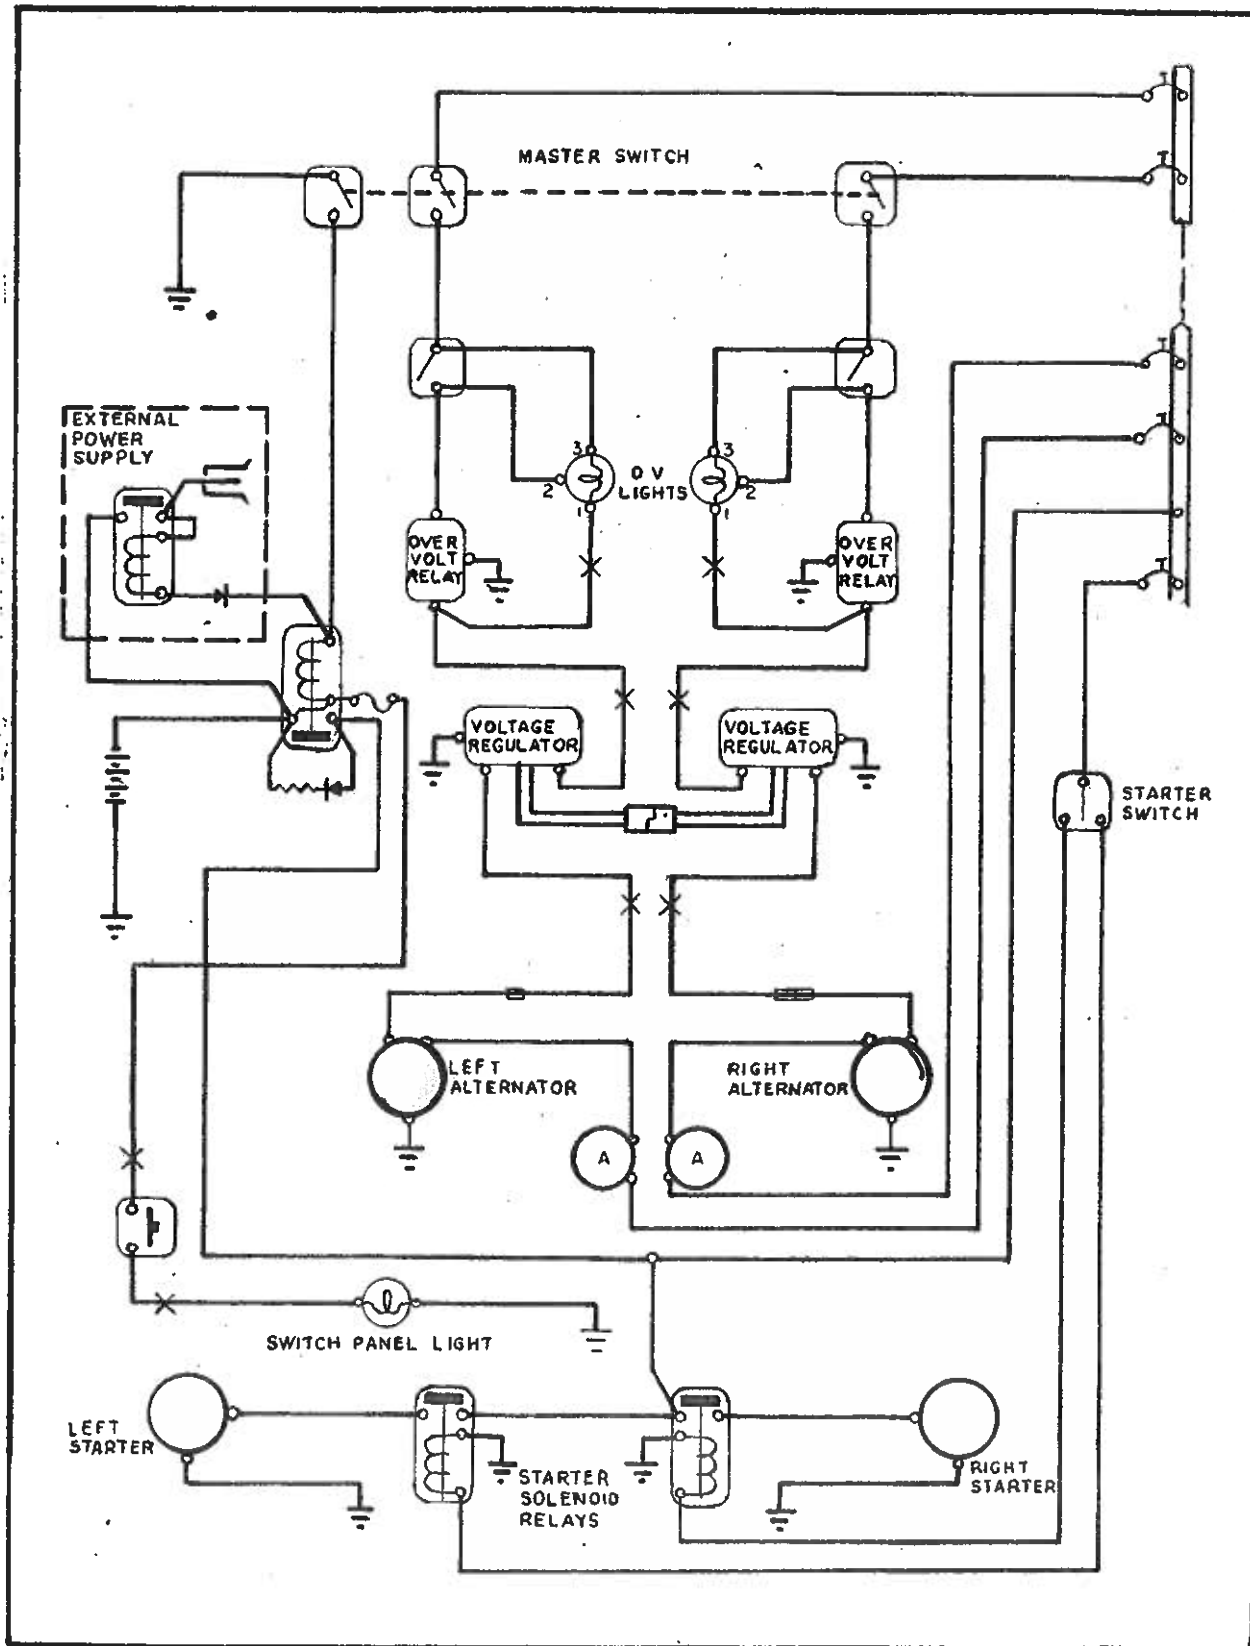 MASTER SWITCH
EXTERNAL
POWER
SUPPLY
3
3
O V
LIGHTS
2
2
1
1
OVER
VOLT
RELAY
OVER
VOLT
RELAY
VOLTAGE
REGULATOR
VOLTAGE
REGULATOR
STARTER
SWITCH
LEFT
ALTERNATOR
RIGHT
ALTERNATOR
A
A
SWITCH PANEL LIGHT
LEFT
STARTER
STARTER
SOLENOID
RELAYS
RIGHT
STARTER